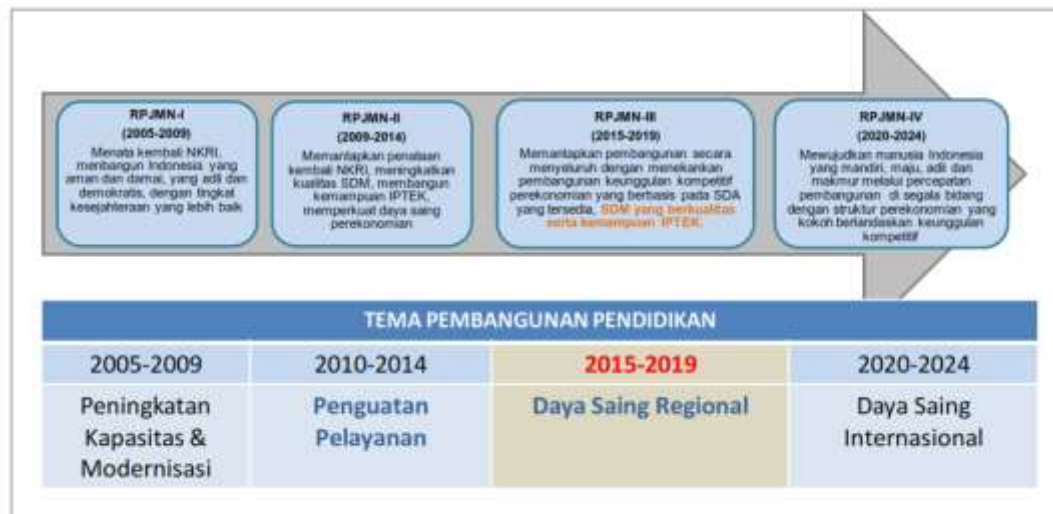 RPJMN-I
(2005-2009)
Menata kembali NKRI,
membangun Indonesia yang
aman dan damai, yang adil dan
demokratis, dengan tingkat
kesejahteraan yang lebih baik
RPJMN-II
(2009-2014)
Memantapkan penataan
kembali NKRI, meningkatkan
kualitas SDM, membangun
kemampuan IPTEK,
memperkuat daya saing
perekonomian
RPJMN-III
(2015-2019)
Memantapkan pembangunan secara
menyeluruh dengan menekankan
pembangunan keunggulan kompetitif
perekonomian yang berbasis pada SDA
yang tersedia, SDM yang berkualitas
serta kemampuan IPTEK.
RPJMN-IV
(2020-2024)
Mewujudkan manusia Indonesia
yang mandiri, maju, adil dan
makmur melalui percepatan
pembangunan di segala bidang
dengan struktur perekonomian yang
kokoh berlandaskan keunggulan
kompetitif
TEMA PEMBANGUNAN PENDIDIKAN
2005-2009 2010-2014 2015-2019 2020-2024
Peningkatan
Kapasitas &
Modernisasi
Penguatan
Pelayanan
Daya Saing Regional
Daya Saing
Internasional